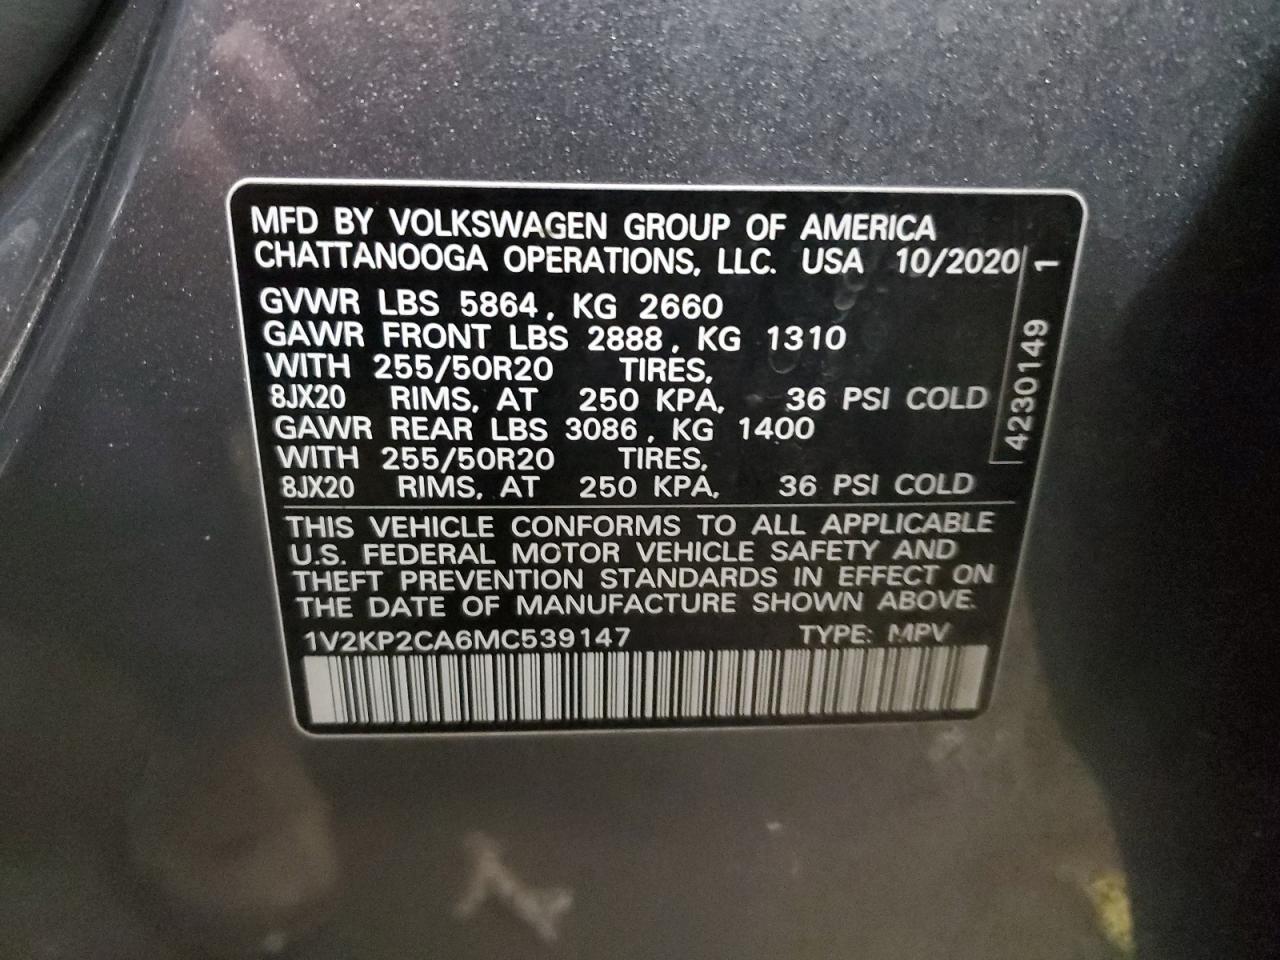 MFD BY VOLKSWAGEN GROUP OF AMERICA
CHATTANOOGA OPERATIONS, LLC. USA 10/2020
GVWR LBS 5864, KG 2660
GAWR FRONT LBS 2888, KG 1310
WITH 255/50R20 TIRES,
8JX20 RIMS, AT 250 KPA, 36 PSI COLD
GAWR REAR LBS 3086, KG 1400
WITH 255/50R20 TIRES,
8JX20 RIMS, AT 250 KPA, 36 PSI COLD
THIS VEHICLE CONFORMS TO ALL APPLICABLE
U.S. FEDERAL MOTOR VEHICLE SAFETY AND
THEFT PREVENTION STANDARDS IN EFFECT ON
THE DATE OF MANUFACTURE SHOWN ABOVE.
1V2KP2CA6MC539147 TYPE: MPV
4230149 1